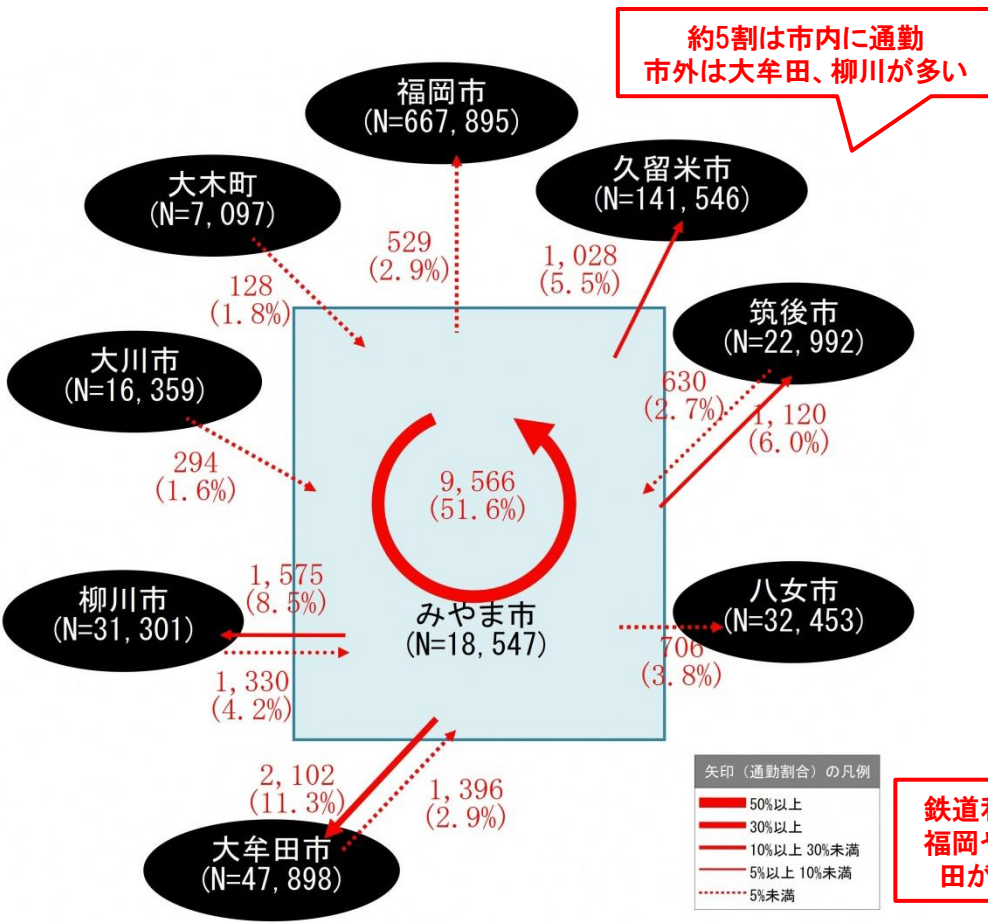 約5割は市内に通勤
市外は大牟田、柳川が多い
福岡市
(N=667,895)
久留米市
(N=141,546)
大木町
(N=7,097)
529
(2.9%)
1,028
(5.5%)
128
(1.8%)
筑後市
(N=22,992)
大川市
(N=16,359)
630
(2.7%)
1,120
(6.0%)
294
(1.6%)
9,566
(51.6%)
1,575
(8.5%)
柳川市
(N=31,301)
みやま市
(N=18,547)
八女市
(N=32,453)
706
(3.8%)
1,330
(4.2%)
2,102
(11.3%)
1,396
(2.9%)
大牟田市
(N=47,898)
矢印（通勤割合）の凡例
50%以上
30%以上
10%以上 30%未満
5%以上 10%未満
5%未満
鉄道
福岡
田が